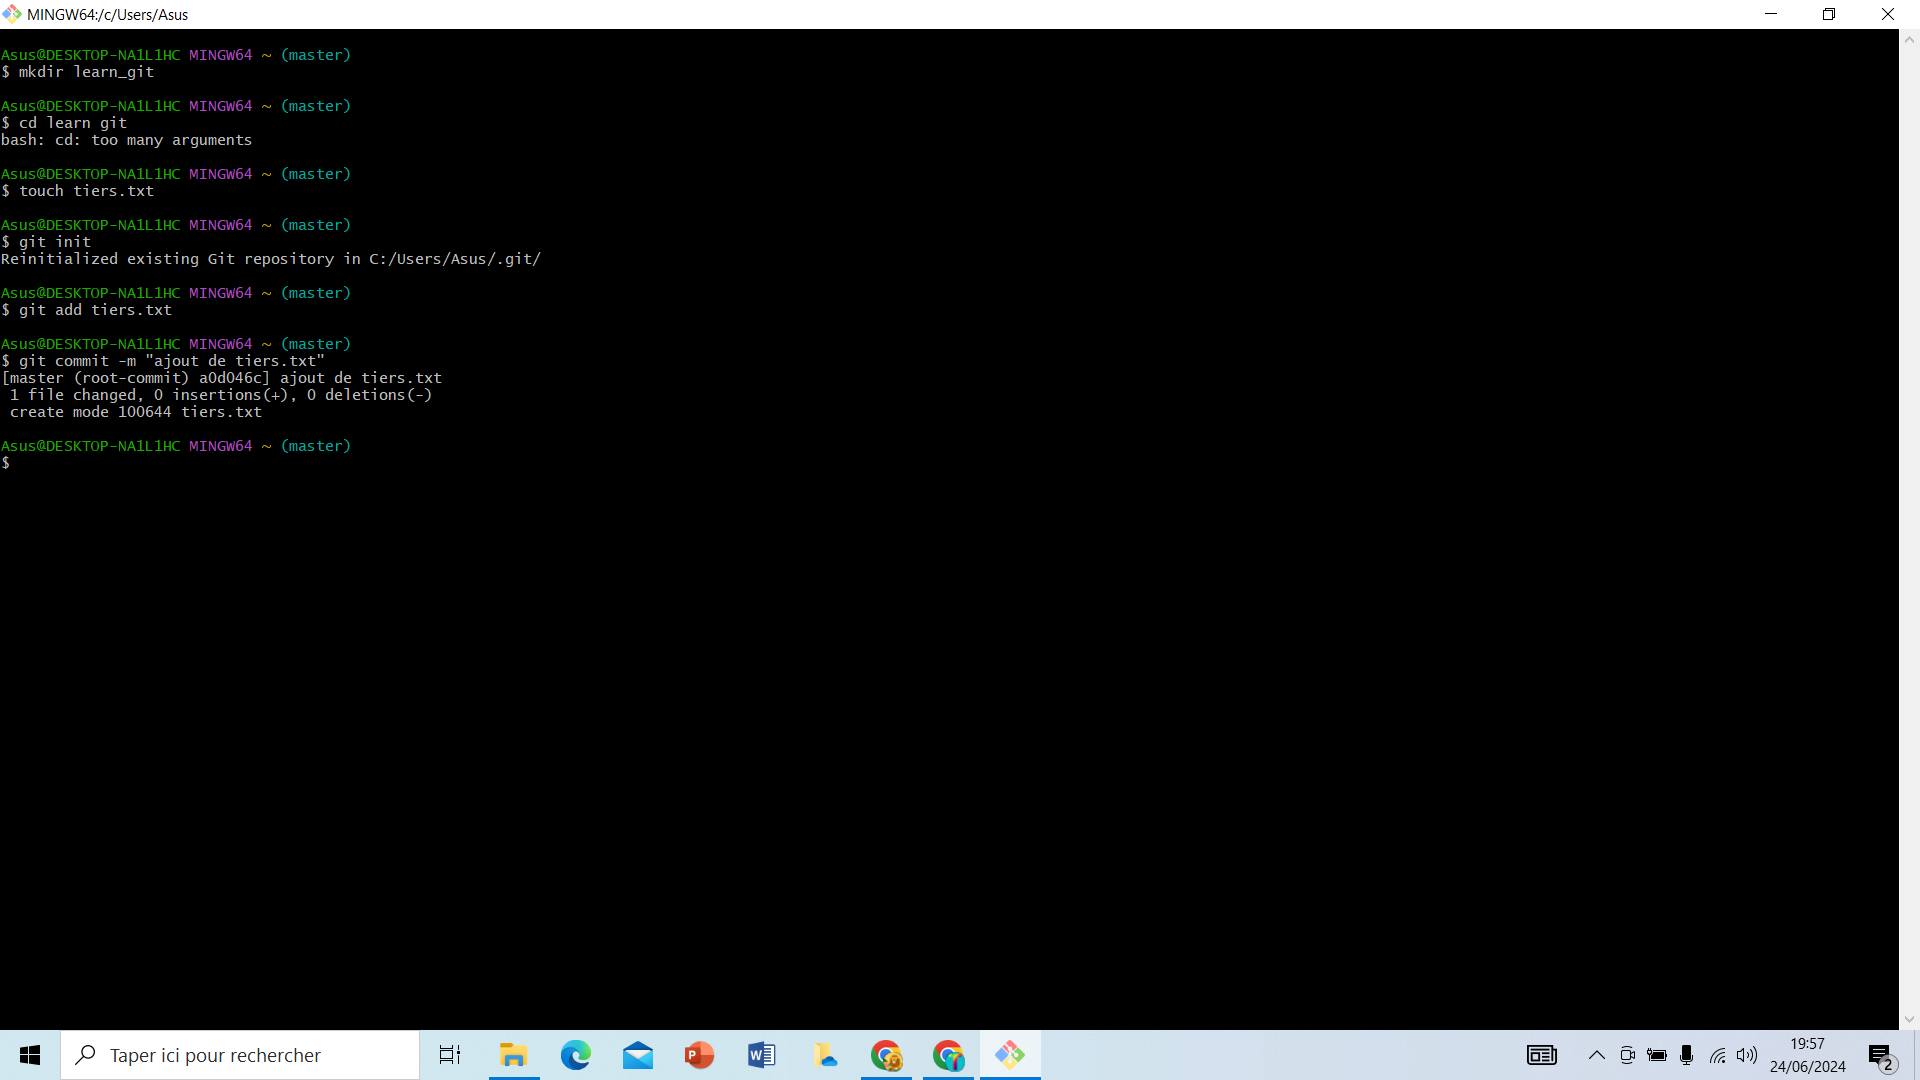 MINGW64:/c/Users/Asus
Asus@DESKTOP-NA1L1HC MINGW64 ~ (master)
$ mkdir learn_git
Asus@DESKTOP-NA1L1HC MINGW64 ~ (master)
$ cd learn git
bash: cd: too many arguments
Asus@DESKTOP-NA1L1HC MINGW64 ~ (master)
$ touch tiers.txt
Asus@DESKTOP-NA1L1HC MINGW64 ~ (master)
$ git init
Reinitialized existing Git repository in C:/Users/Asus/.git/
Asus@DESKTOP-NA1L1HC MINGW64 ~ (master)
$ git add tiers.txt
Asus@DESKTOP-NA1L1HC MINGW64 ~ (master)
$ git commit -m "ajout de tiers.txt"
[master (root-commit) a0d046c] ajout de tiers.txt
 1 file changed, 0 insertions(+), 0 deletions(-)
 create mode 100644 tiers.txt
Asus@DESKTOP-NA1L1HC MINGW64 ~ (master)
$
Taper ici pour rechercher
19:57
24/06/2024
2